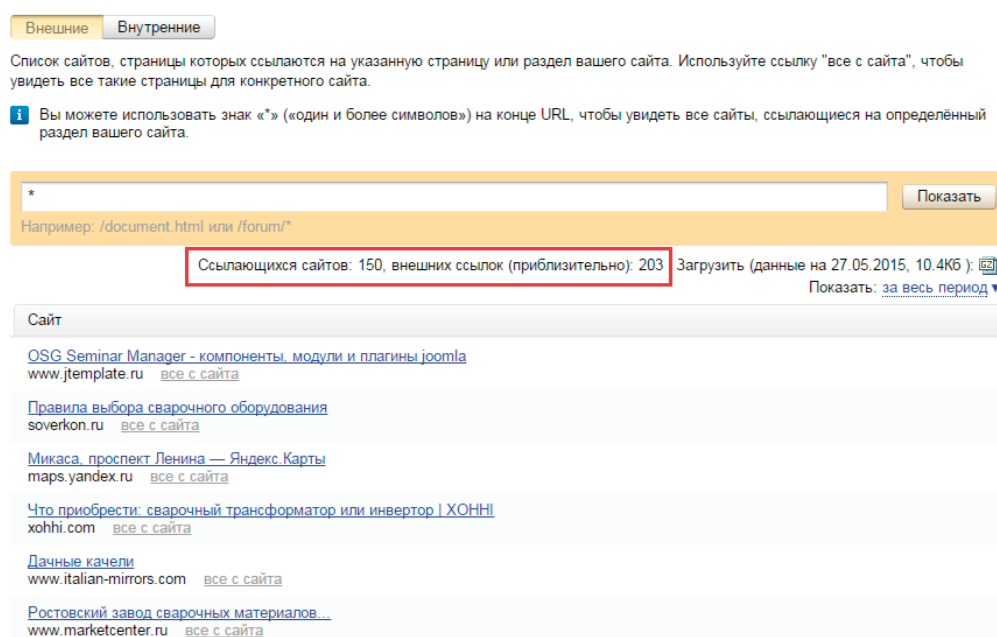 Внешние Внутренние
Список сайтов, страницы которых ссылаются на указанную страницу или раздел вашего сайта. Используйте ссылку "все с сайта", чтобы
увидеть все такие страницы для конкретного сайта.
i Вы можете использовать знак «*» («один и более символов») на конце URL, чтобы увидеть все сайты, ссылающиеся на определённый
раздел вашего сайта.
* Показать
Например: /document.html или /forum/*
Ссылающихся сайтов: 150, внешних ссылок (приблизительно): 203 Загрузить (данные на 27.05.2015, 10.4Кб ): GZ
Показать: за весь период ▾
Сайт
OSG Seminar Manager - компоненты, модули и плагины joomla
www.jtemplate.ru все с сайта
Правила выбора сварочного оборудования
soverkon.ru все с сайта
Микаса, проспект Ленина — Яндекс.Карты
maps.yandex.ru все с сайта
Что приобрести: сварочный трансформатор или инвертор | XOHHI
xohhi.com все с сайта
Дачные качели
www.italian-mirrors.com все с сайта
Ростовский завод сварочных материалов...
www.marketcenter.ru все с сайта